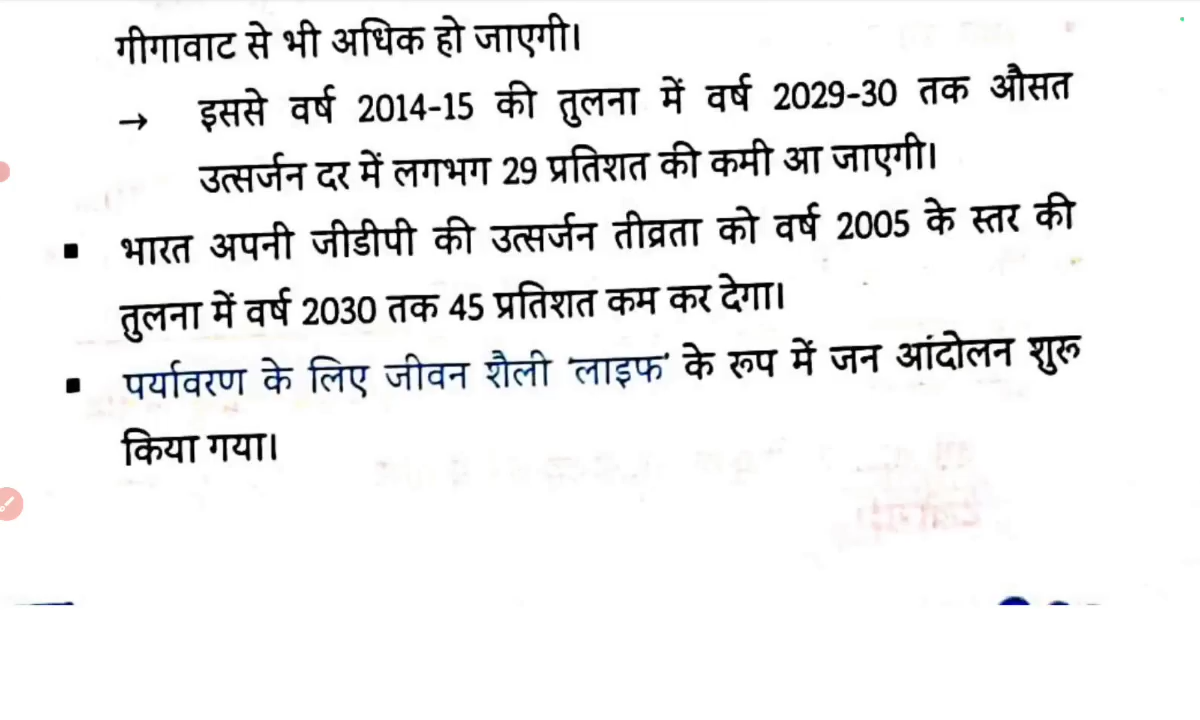 गीगावाट से भी अधिक हो जाएगी।
→ इससे वर्ष 2014-15 की तुलना में वर्ष 2029-30 तक औसत
उत्सर्जन दर में लगभग 29 प्रतिशत की कमी आ जाएगी।
▪ भारत अपनी जीडीपी की उत्सर्जन तीव्रता को वर्ष 2005 के स्तर की
तुलना में वर्ष 2030 तक 45 प्रतिशत कम कर देगा।
▪ पर्यावरण के लिए जीवन शैली 'लाइफ' के रूप में जन आंदोलन शुरू
किया गया।